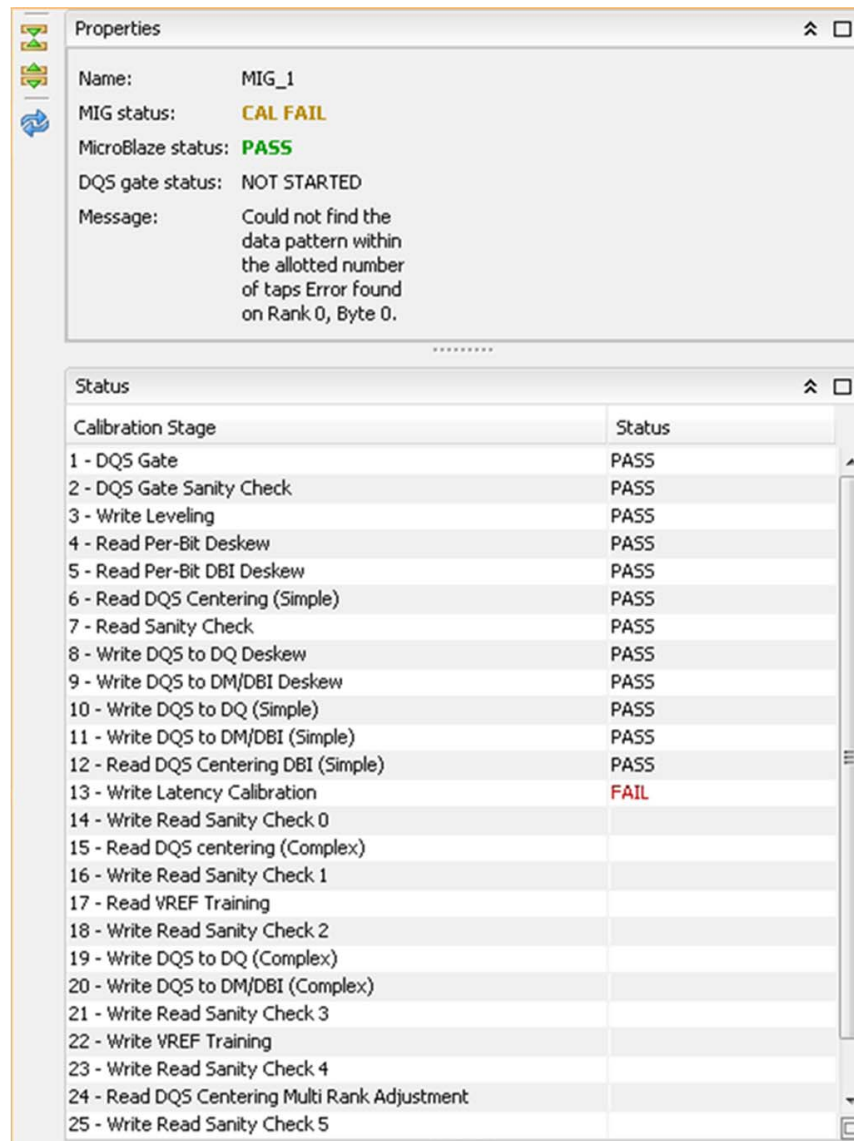 Properties
Name: MIG_1
MIG status: CAL FAIL
MicroBlaze status: PASS
DQS gate status: NOT STARTED
Message: Could not find the
data pattern within
the allotted number
of taps Error found
on Rank 0, Byte 0.
Status
Calibration Stage Status
1 - DQS Gate PASS
2 - DQS Gate Sanity Check PASS
3 - Write Leveling PASS
4 - Read Per-Bit Deskew PASS
5 - Read Per-Bit DBI Deskew PASS
6 - Read DQS Centering (Simple) PASS
7 - Read Sanity Check PASS
8 - Write DQS to DQ Deskew PASS
9 - Write DQS to DM/DBI Deskew PASS
10 - Write DQS to DQ (Simple) PASS
11 - Write DQS to DM/DBI (Simple) PASS
12 - Read DQS Centering DBI (Simple) PASS
13 - Write Latency Calibration FAIL
14 - Write Read Sanity Check 0
15 - Read DQS centering (Complex)
16 - Write Read Sanity Check 1
17 - Read VREF Training
18 - Write Read Sanity Check 2
19 - Write DQS to DQ (Complex)
20 - Write DQS to DM/DBI (Complex)
21 - Write Read Sanity Check 3
22 - Write VREF Training
23 - Write Read Sanity Check 4
24 - Read DQS Centering Multi Rank Adjustment
25 - Write Read Sanity Check 5